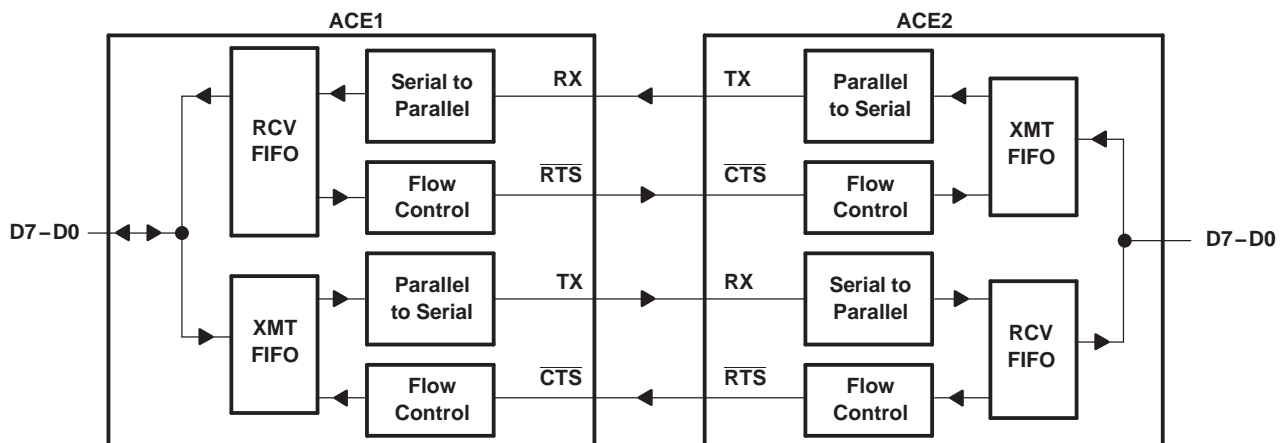 ACE1
ACE2
RCV
FIFO
Serial to
Parallel
RX
TX
Parallel
to Serial
XMT
FIFO
Flow
Control
RTS
CTS
Flow
Control
D7–D0
D7–D0
XMT
FIFO
Parallel
to Serial
TX
RX
Serial to
Parallel
RCV
FIFO
Flow
Control
CTS
RTS
Flow
Control